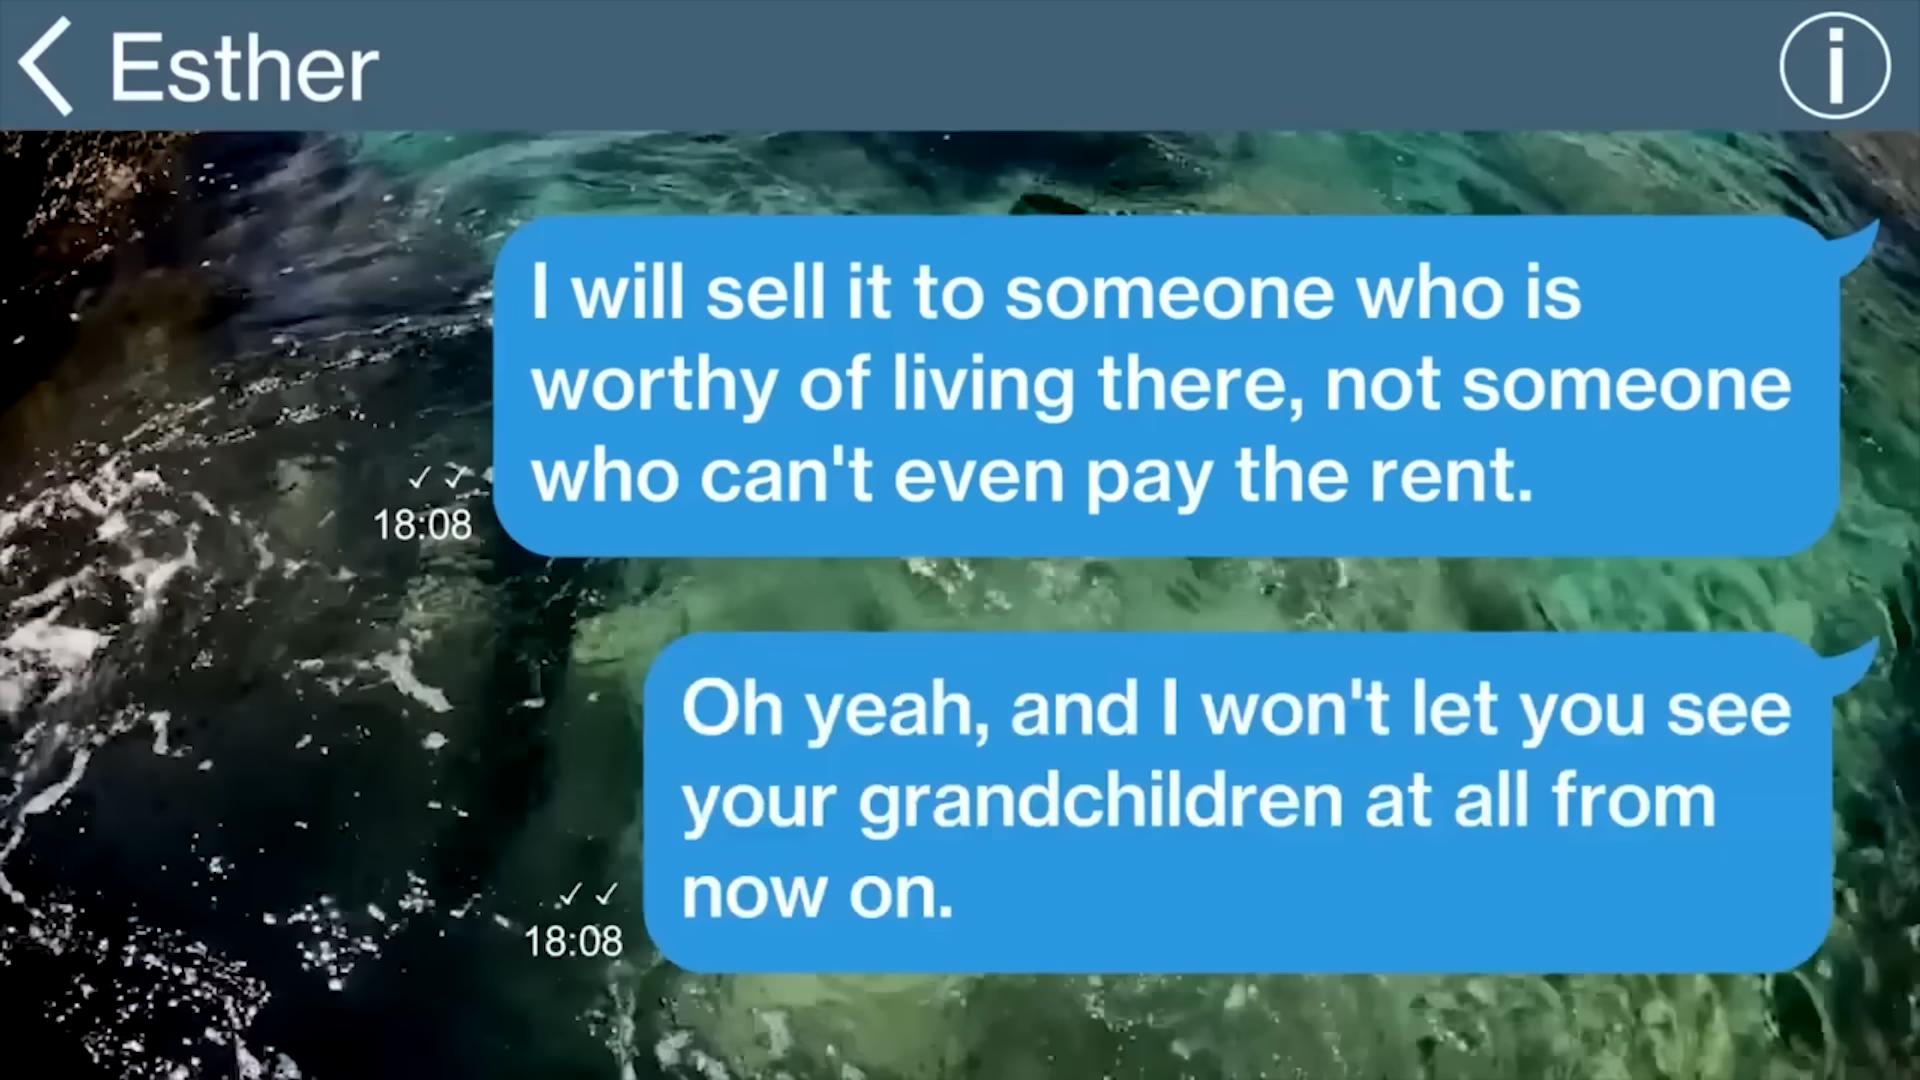 Esther
I will sell it to someone who is
worthy of living there, not someone
who can't even pay the rent.
✓✓
18:08
Oh yeah, and I won't let you see
your grandchildren at all from
now on.
✓✓
18:08